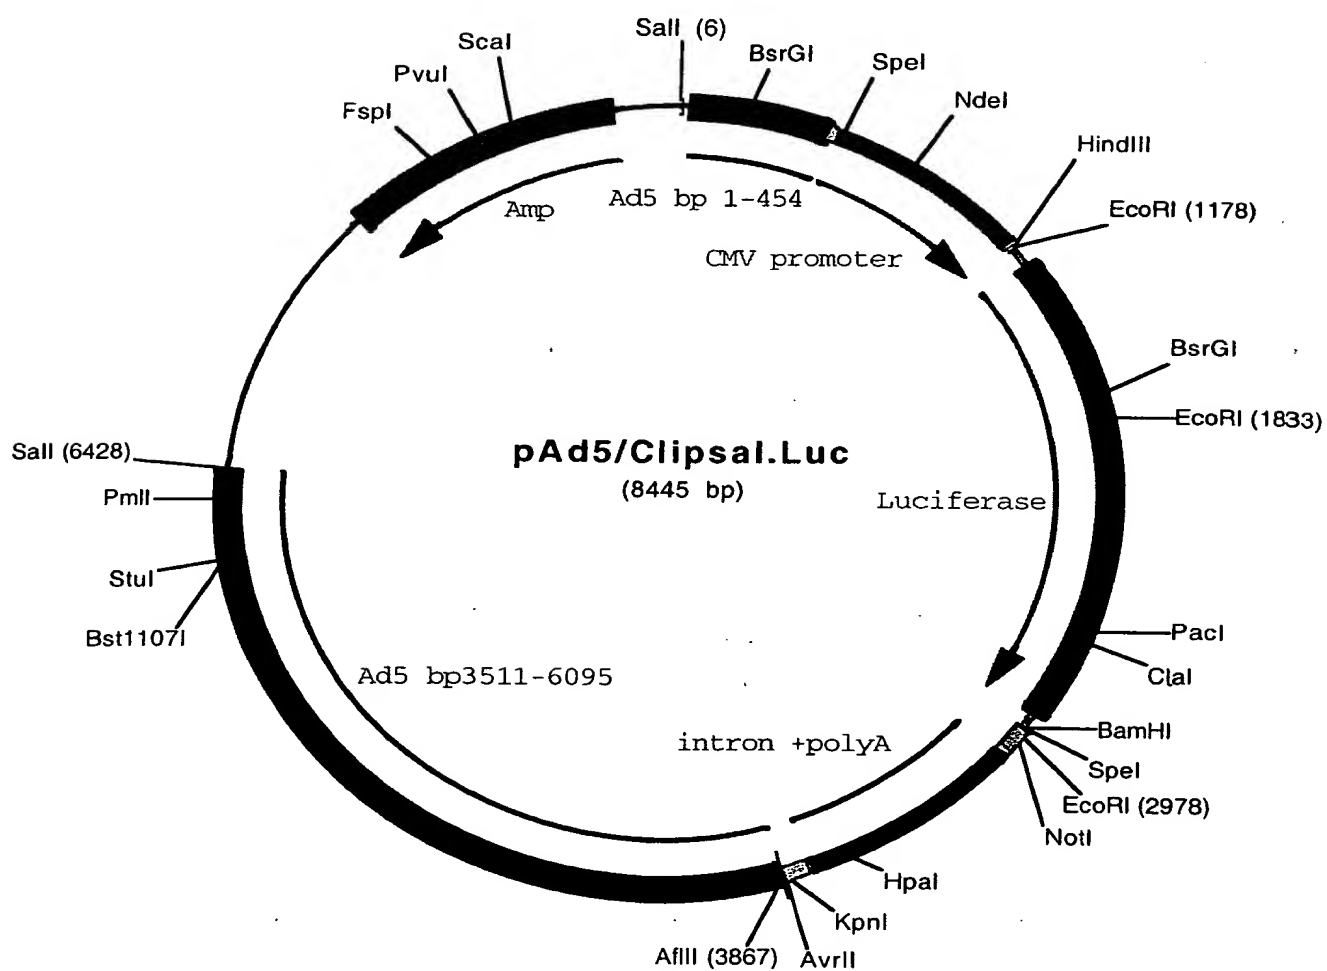 SalI (6)
ScaI
BsrGI
PvuI
SpeI
FspI
NdeI
HindIII
Amp
Ad5 bp 1-454
EcoRI (1178)
CMV promoter
BsrGI
EcoRI (1833)
SalI (6428)
pAd5/Clipsal.Luc
(8445 bp)
PmlI
Luciferase
StuI
Bst1107I
PacI
Ad5 bp3511-6095
ClaI
intron +polyA
BamHI
SpeI
EcoRI (2978)
NotI
HpaI
KpnI
AflII (3867)
AvrII